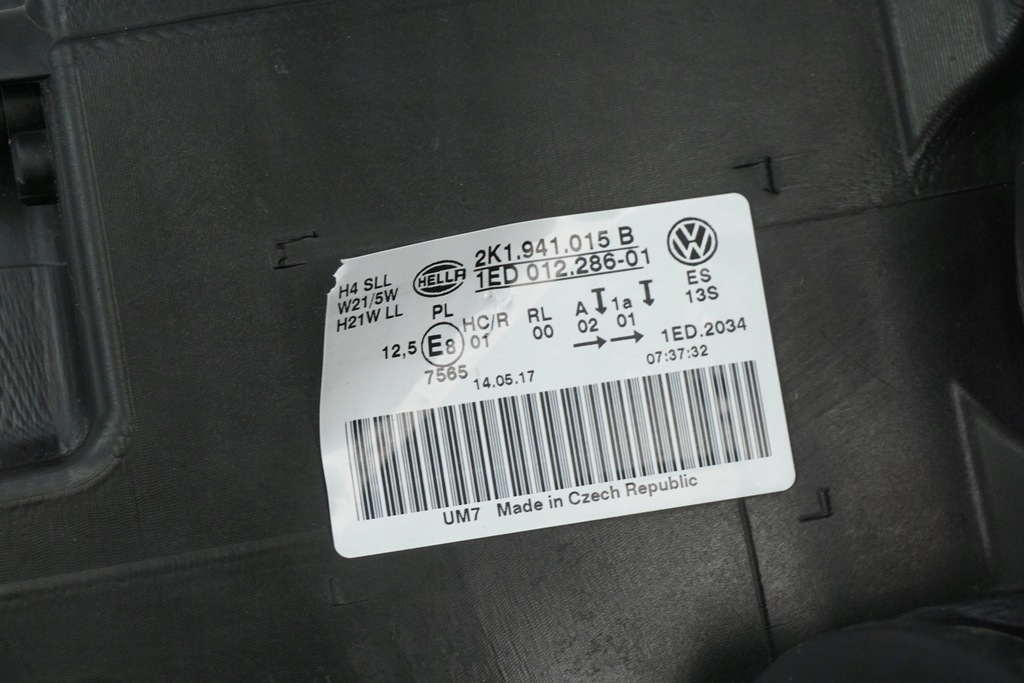 2K1.941.015 B
1ED 012.286-01
HELLA
H4 SLL
W21/5W
H21W LL
ES
13S
PL HC/R RL A 1a
12,5 E8 01 00 02 01
7565
1ED.2034
14.05.17
07:37:32
UM7 Made in Czech Republic